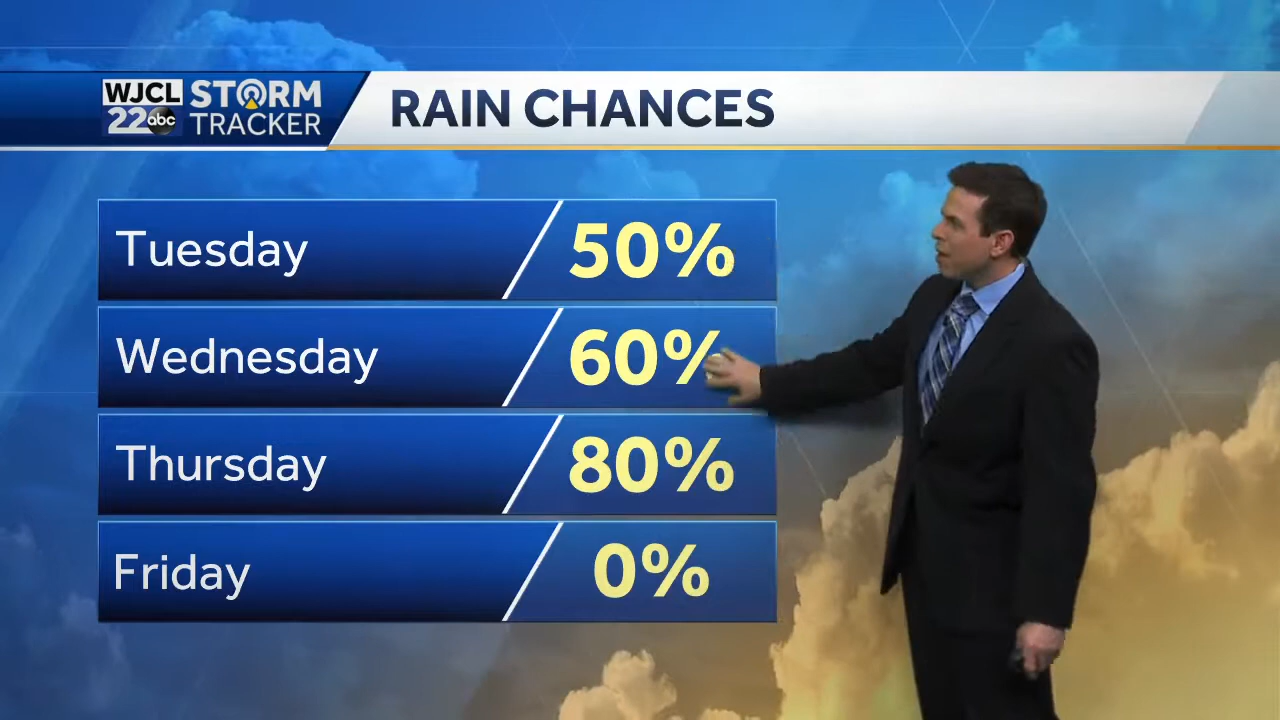 WJCL
22 abc
STORM
TRACKER
RAIN CHANCES
Tuesday 50%
Wednesday 60%
Thursday 80%
Friday 0%